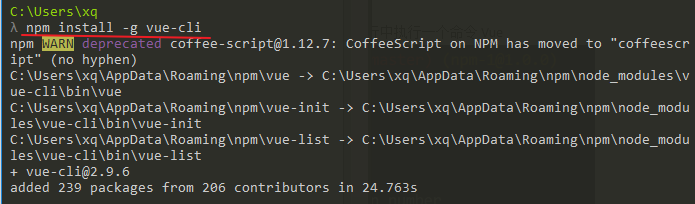 C:\Users\xq
λ npm install -g vue-cli
npm WARN deprecated coffee-script@1.12.7: CoffeeScript on NPM has moved to "coffeescr
ipt" (no hyphen)
C:\Users\xq\AppData\Roaming\npm\vue -> C:\Users\xq\AppData\Roaming\npm\node_modules\v
ue-cli\bin\vue
C:\Users\xq\AppData\Roaming\npm\vue-init -> C:\Users\xq\AppData\Roaming\npm\node_modu
les\vue-cli\bin\vue-init
C:\Users\xq\AppData\Roaming\npm\vue-list -> C:\Users\xq\AppData\Roaming\npm\node_modu
les\vue-cli\bin\vue-list
+ vue-cli@2.9.6
added 239 packages from 206 contributors in 24.763s